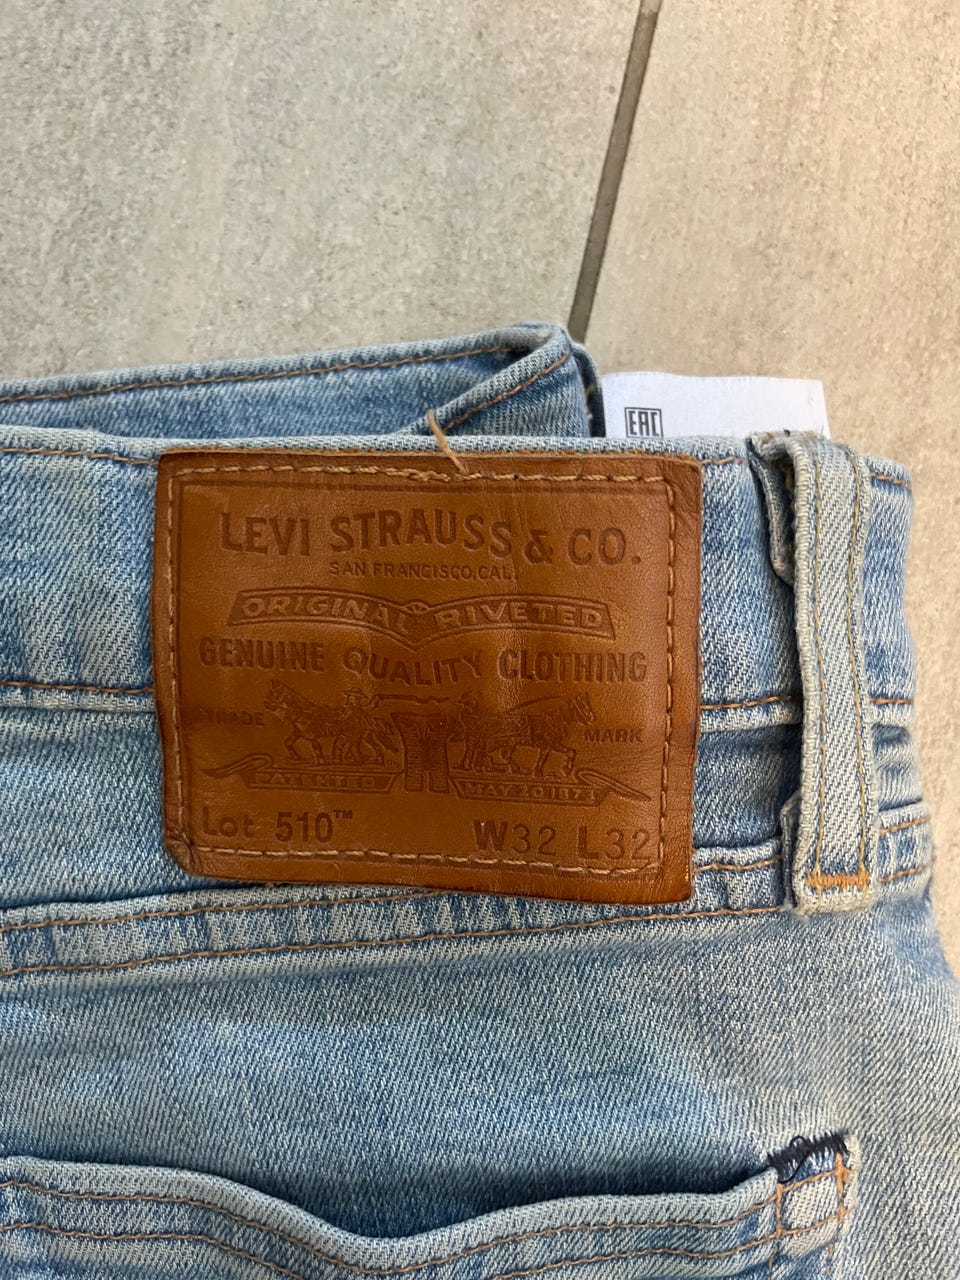 EAC
LEVI STRAUSS & CO.
SAN FRANCISCO, CAL.
ORIGINAL RIVETED
GENUINE QUALITY CLOTHING
TRADE MARK
PATENTED MAY 20 1873
Lot 510™ W32 L32